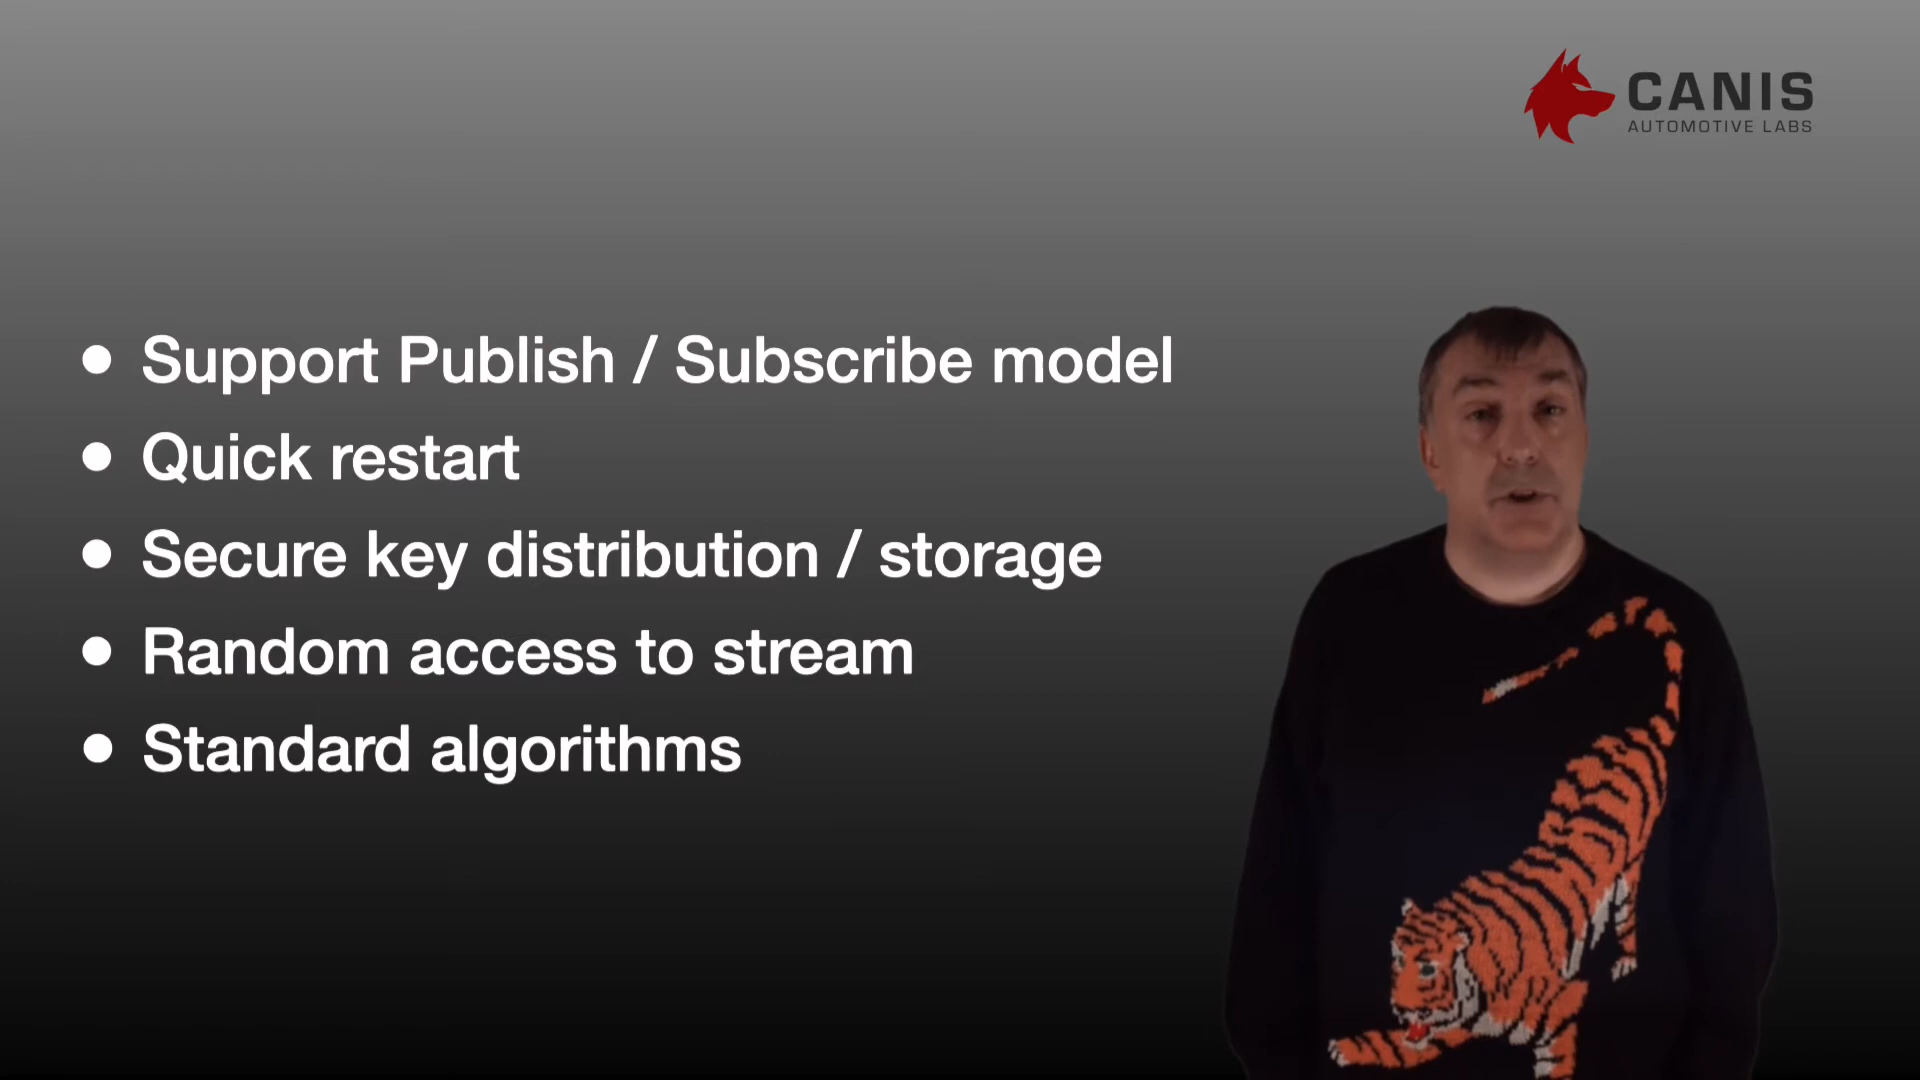 CANIS
AUTOMOTIVE LABS
• Support Publish / Subscribe model
• Quick restart
• Secure key distribution / storage
• Random access to stream
• Standard algorithms